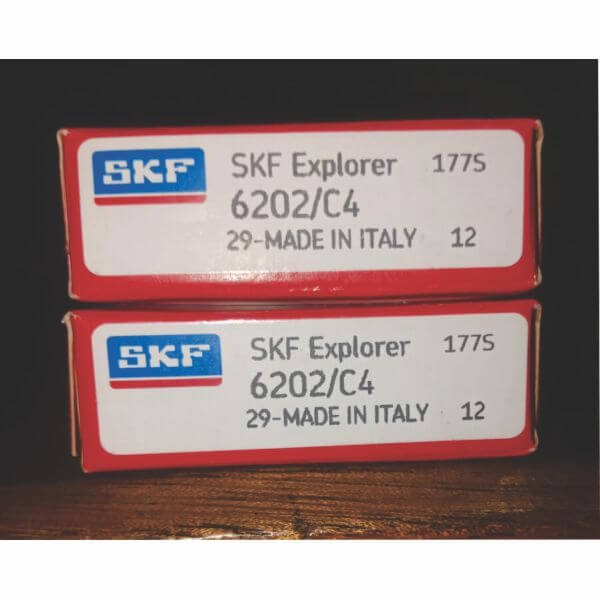 SKF
SKF Explorer 177S
6202/C4
29-MADE IN ITALY 12
SKF
SKF Explorer 177S
6202/C4
29-MADE IN ITALY 12